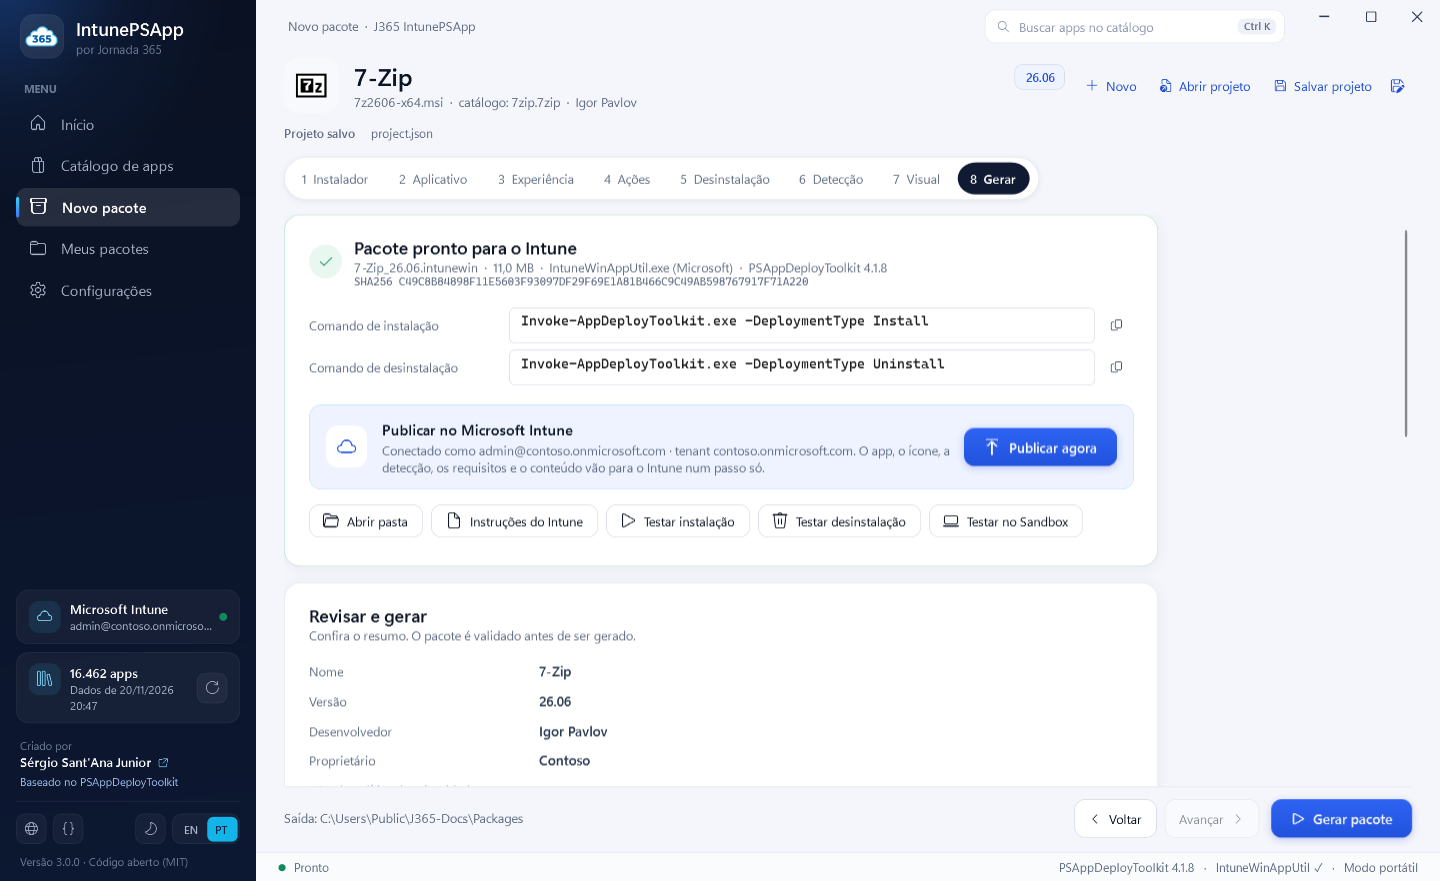 365
IntunePSApp
por Jornada 365
MENU
Início
Catálogo de apps
Novo pacote
Meus pacotes
Configurações
Microsoft Intune
admin@contoso.onmicroso...
16.462 apps
Dados de 20/11/2026
20:47
Criado por
Sérgio Sant'Ana Junior
Baseado no PSAppDeployToolkit
EN PT
Versão 3.0.0 · Código aberto (MIT)
Novo pacote · J365 IntunePSApp
Buscar apps no catálogo Ctrl K
7z
7-Zip
7z2606-x64.msi · catálogo: 7zip.7zip · Igor Pavlov
26.06
Novo
Abrir projeto
Salvar projeto
Projeto salvo project.json
1 Instalador
2 Aplicativo
3 Experiência
4 Ações
5 Desinstalação
6 Detecção
7 Visual
8 Gerar
Pacote pronto para o Intune
7-Zip_26.06.intunewin · 11,0 MB · IntuneWinAppUtil.exe (Microsoft) · PSAppDeployToolkit 4.1.8
SHA256 C49C8B84898F11E5603F93097DF29F69E1A81B466C9C49AB598767917F71A220
Comando de instalação
Invoke-AppDeployToolkit.exe -DeploymentType Install
Comando de desinstalação
Invoke-AppDeployToolkit.exe -DeploymentType Uninstall
Publicar no Microsoft Intune
Conectado como admin@contoso.onmicrosoft.com · tenant contoso.onmicrosoft.com. O app, o ícone, a
detecção, os requisitos e o conteúdo vão para o Intune num passo só.
Publicar agora
Abrir pasta
Instruções do Intune
Testar instalação
Testar desinstalação
Testar no Sandbox
Revisar e gerar
Confira o resumo. O pacote é validado antes de ser gerado.
Nome 7-Zip
Versão 26.06
Desenvolvedor Igor Pavlov
Proprietário Contoso
Saída: C:\Users\Public\J365-Docs\Packages
Voltar
Avançar
Gerar pacote
Pronto
PSAppDeployToolkit 4.1.8 · IntuneWinAppUtil ✓ · Modo portátil